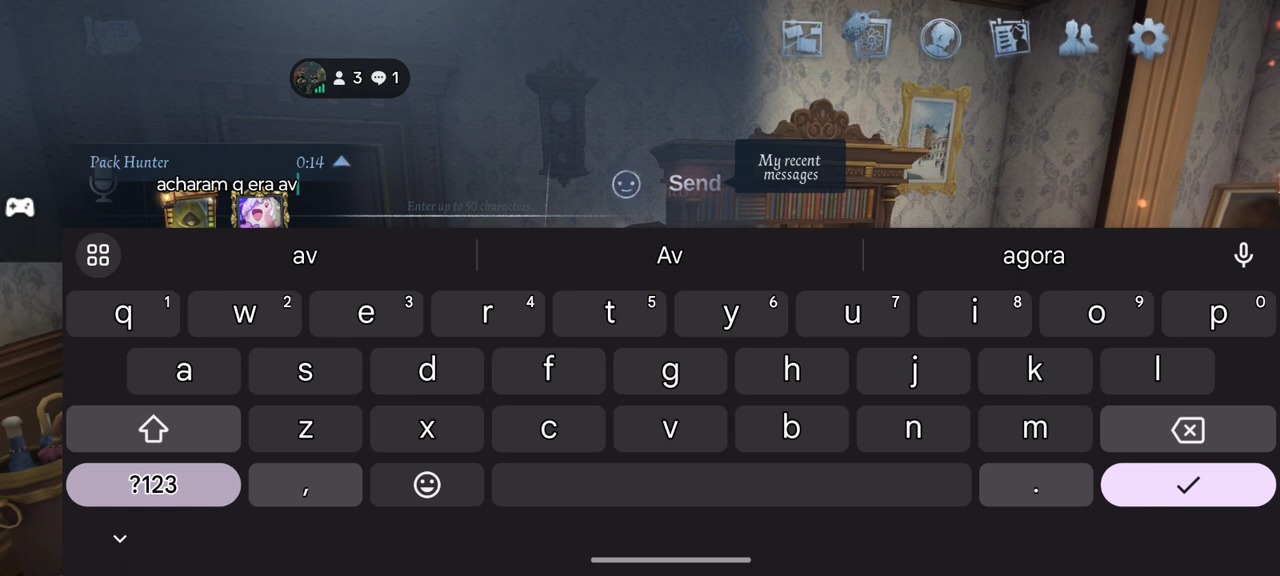 3 1
Pack Hunter 0:14
My recent
messages
acharam q era av
Send
Enter up to 50 characters.
av Av agora
q 1 w 2 e 3 r 4 t 5 y 6 u 7 i 8 o 9 p 0
a s d f g h j k l
z x c v b n m
?123 , .